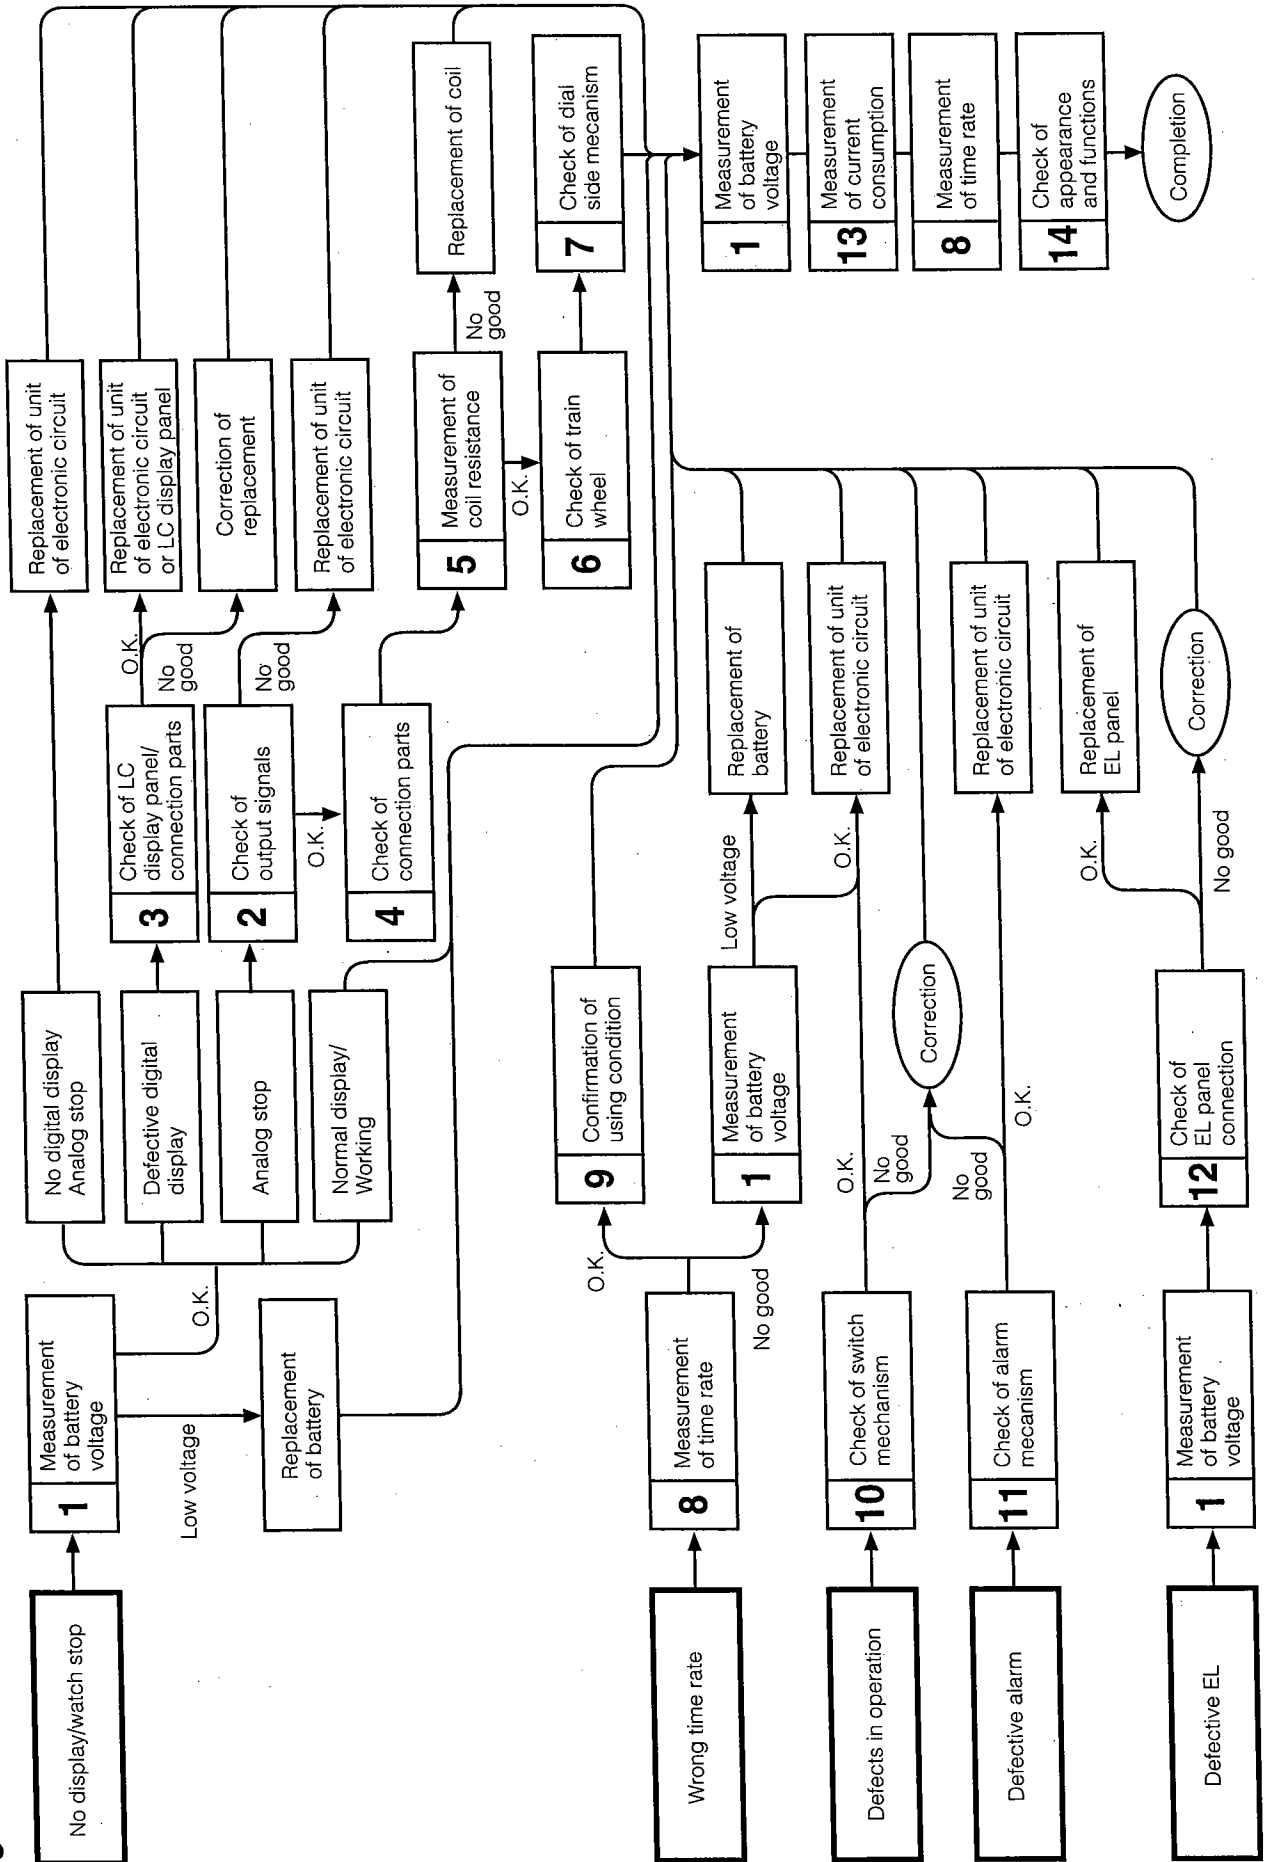 No display/watch stop
1
Measurement
of battery
voltage
Low voltage
O.K.
Replacement
of battery
No digital display
Analog stop
Defective digital
display
Analog stop
Normal display/
Working
3
Check of LC
display panel/
connection parts
O.K.
No
good
2
Check of
output signals
No
good
O.K.
4
Check of
connection parts
Replacement of unit
of electronic circuit
Replacement of unit
of electronic circuit
or LC display panel
Correction of
replacement
Replacement of unit
of electronic circuit
5
Measurement of
coil resistance
No
good
O.K.
Replacement of coil
6
Check of train
wheel
7
Check of dial
side mecanism
Wrong time rate
8
Measurement
of time rate
O.K.
No good
9
Confirmation of
using condition
1
Measurement
of battery
voltage
Low voltage
O.K.
Replacement of
battery
Replacement of unit
of electronic circuit
Defects in operation
10
Check of switch
mechanism
O.K.
No
good
Correction
Defective alarm
11
Check of alarm
mecanism
No
good
O.K.
Replacement of unit
of electronic circuit
Defective EL
1
Measurement
of battery
voltage
12
Check of
EL panel
connection
O.K.
No good
Replacement of
EL panel
Correction
1
Measurement
of battery
voltage
13
Measurement
of current
consumption
8
Measurement
of time rate
14
Check of
appearance
and functions
Completion